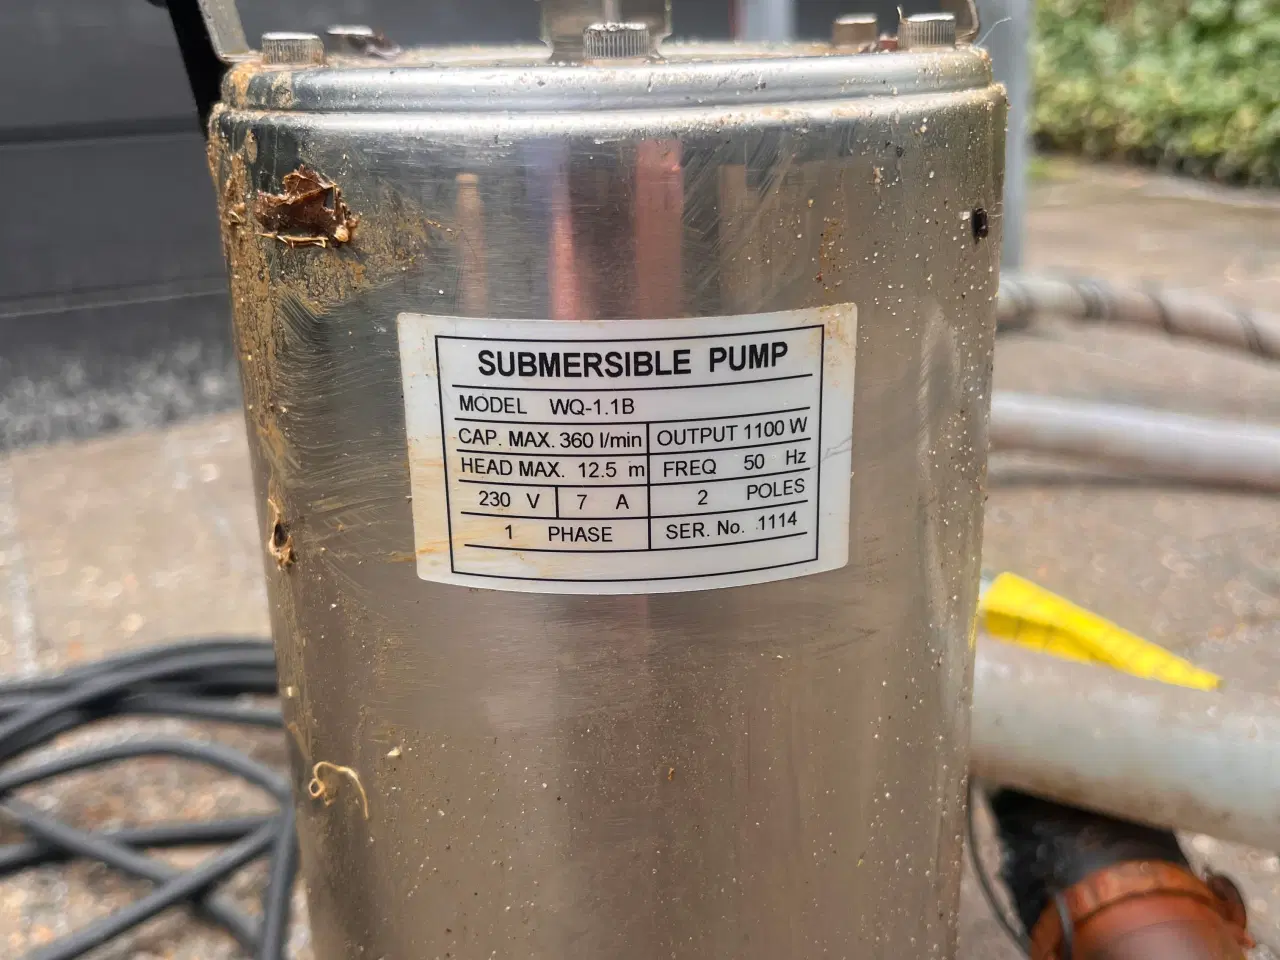 SUBMERSIBLE PUMP
MODEL WQ-1.1B
CAP. MAX. 360 l/min OUTPUT 1100 W
HEAD MAX. 12.5 m FREQ 50 Hz
230 V 7 A 2 POLES
1 PHASE SER. No. 1114